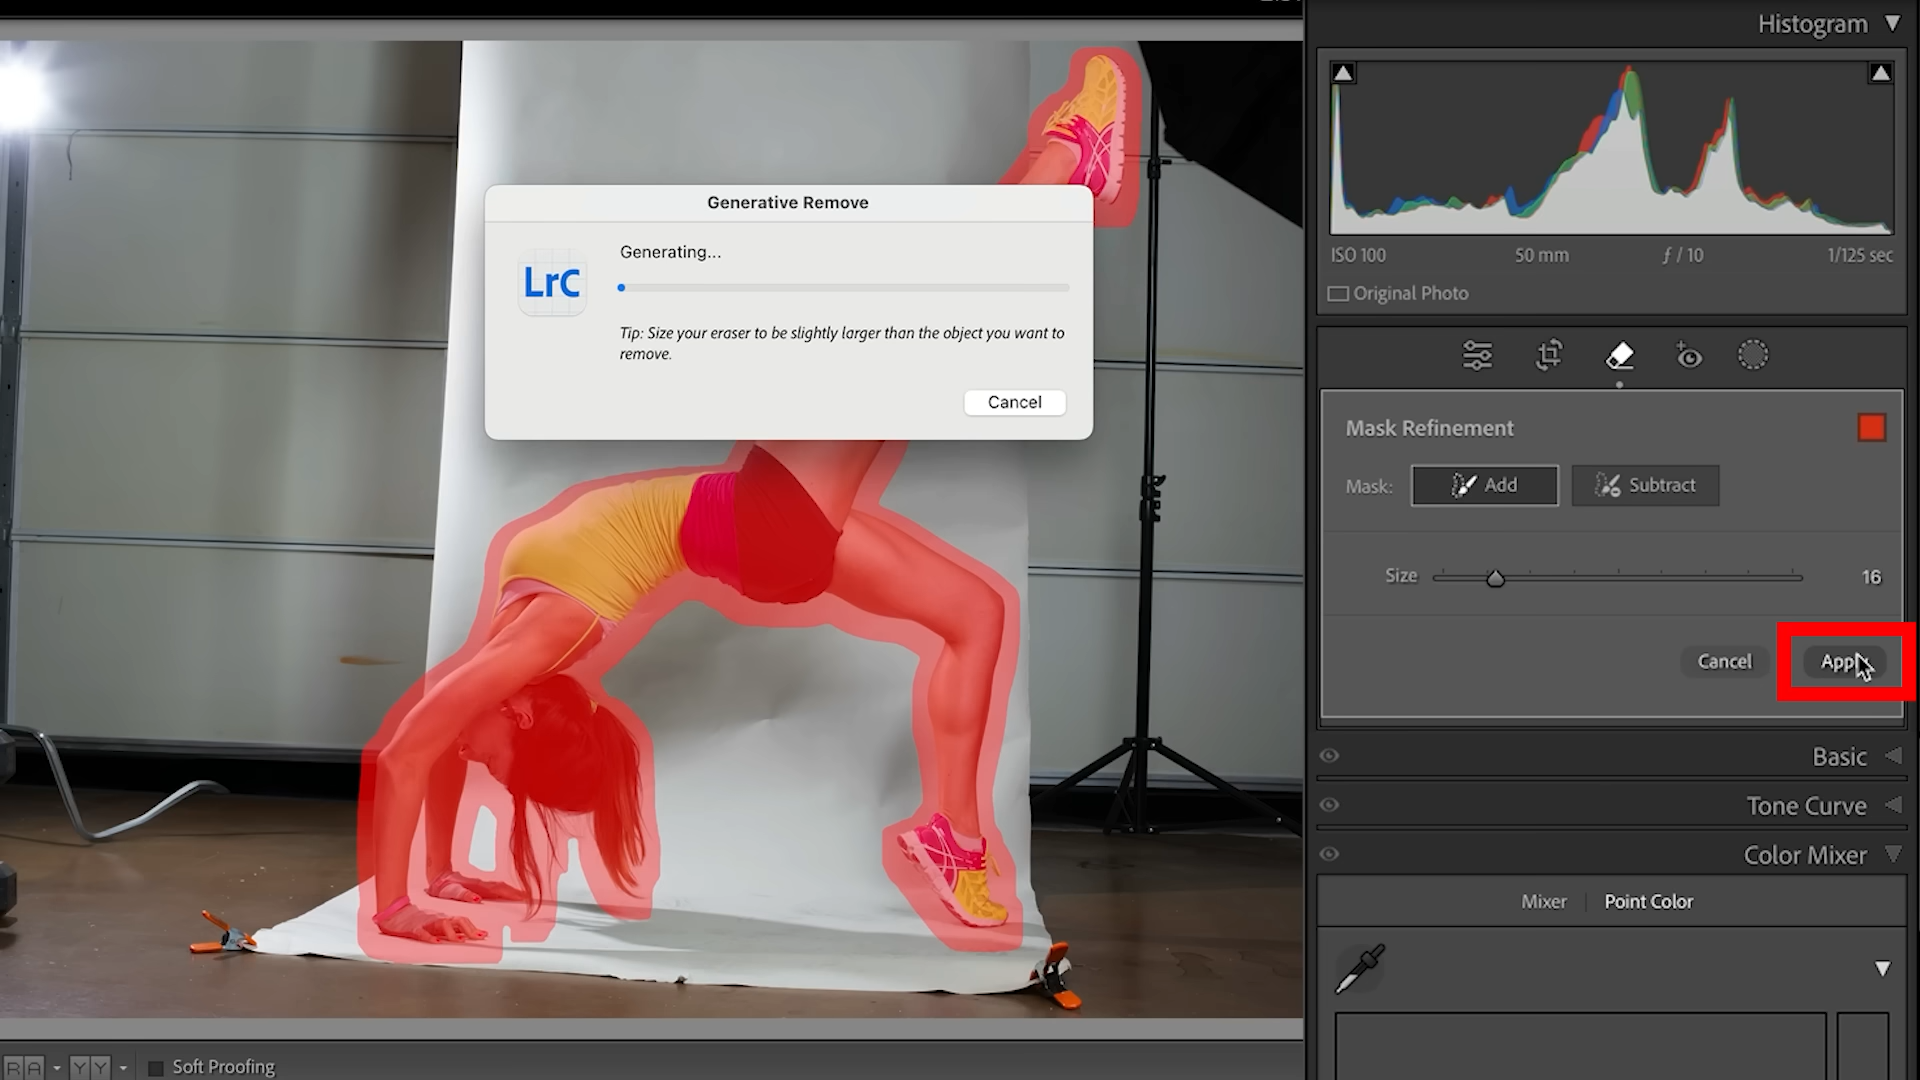 Histogram
Generative Remove
Generating...
LrC
Tip: Size your eraser to be slightly larger than the object you want to
remove.
Cancel
ISO 100 50 mm ƒ / 10 1/125 sec
Original Photo
Mask Refinement
Mask: Add Subtract
Size 16
Cancel
Basic
Tone Curve
Color Mixer
Mixer Point Color
RA YY Soft Proofing